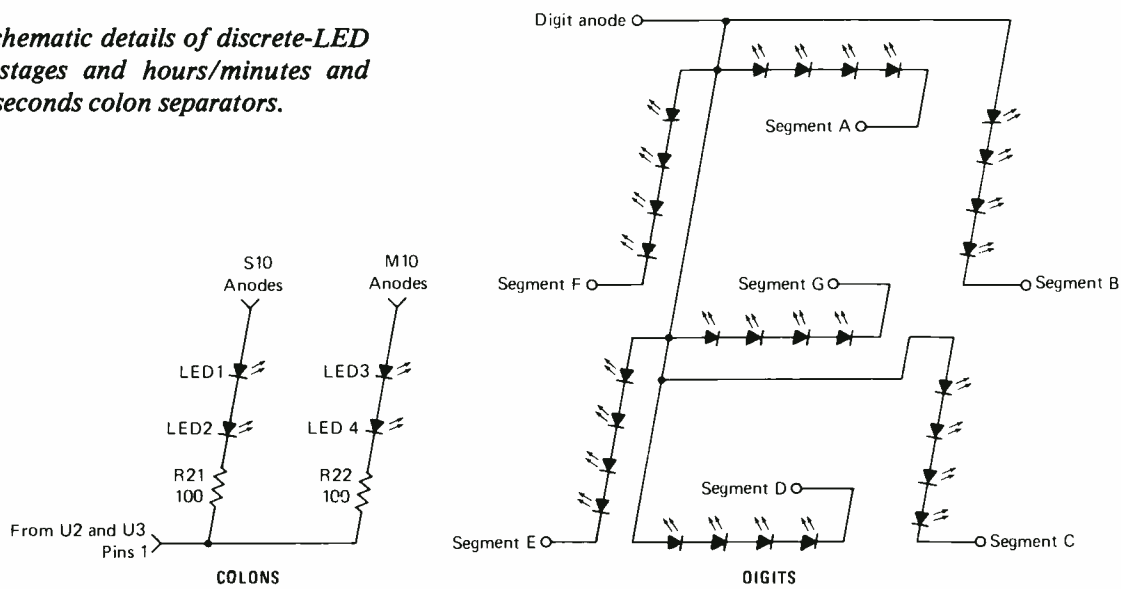 chematic details of discrete-LED
stages and hours/minutes and
seconds colon separators.
Digit anode
Segment A
Segment F
Segment B
Segment G
Segment E
Segment D
Segment C
S10
Anodes
M10
Anodes
LED1
LED3
LED2
LED 4
R21
100
R22
100
From U2 and U3
Pins 1
COLONS
DIGITS